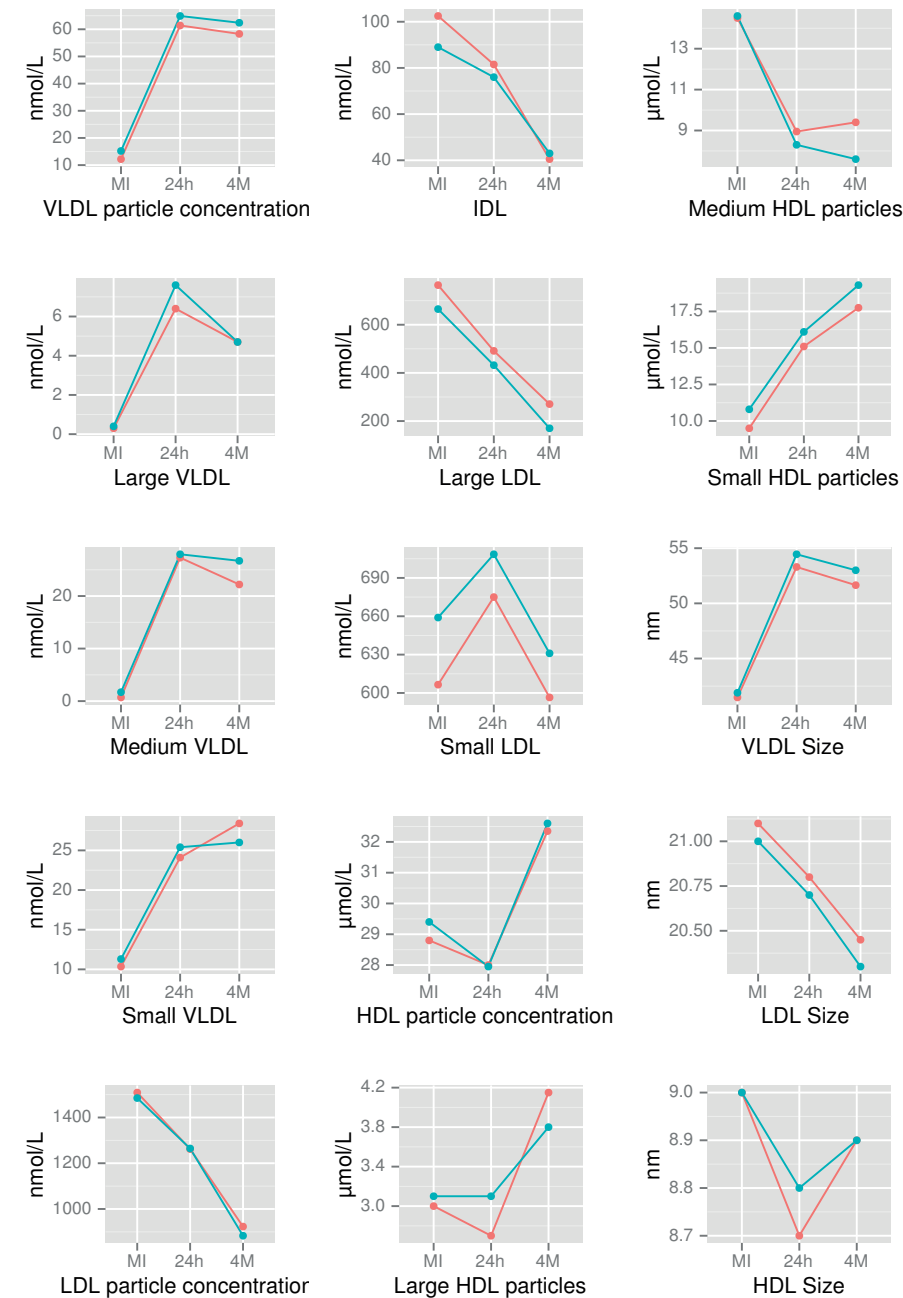 60
50
40
30
20
10
nmol/L
MI 24h 4M
VLDL particle concentration
100
80
60
40
nmol/L
MI 24h 4M
IDL
13
11
9
µmol/L
MI 24h 4M
Medium HDL particles
6
4
2
0
nmol/L
MI 24h 4M
Large VLDL
600
400
200
nmol/L
MI 24h 4M
Large LDL
17.5
15.0
12.5
10.0
µmol/L
MI 24h 4M
Small HDL particles
20
10
0
nmol/L
MI 24h 4M
Medium VLDL
690
660
630
600
nmol/L
MI 24h 4M
Small LDL
55
50
45
nm
MI 24h 4M
VLDL Size
25
20
15
10
nmol/L
MI 24h 4M
Small VLDL
32
31
30
29
28
µmol/L
MI 24h 4M
HDL particle concentration
21.00
20.75
20.50
nm
MI 24h 4M
LDL Size
1400
1200
1000
nmol/L
MI 24h 4M
LDL particle concentration
4.2
3.8
3.4
3.0
µmol/L
MI 24h 4M
Large HDL particles
9.0
8.9
8.8
8.7
nm
MI 24h 4M
HDL Size